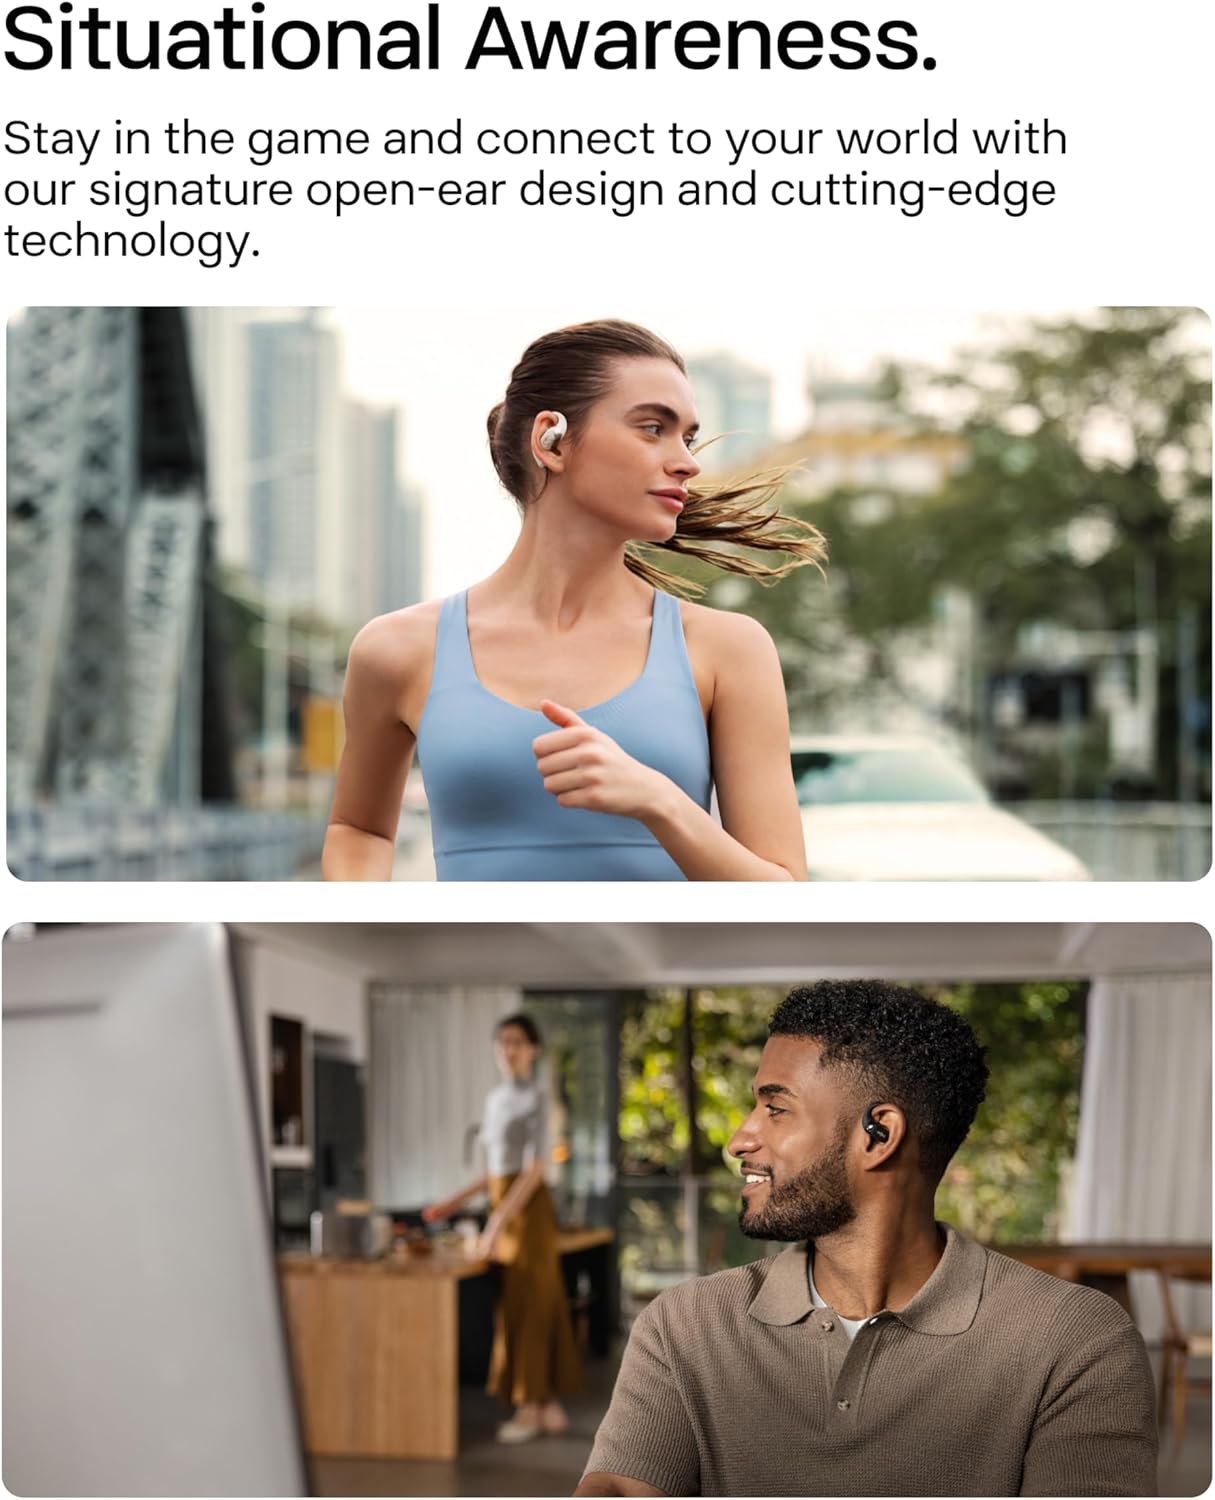 Situational Awareness.
Stay in the game and connect to your world with
our signature open-ear design and cutting-edge
technology.